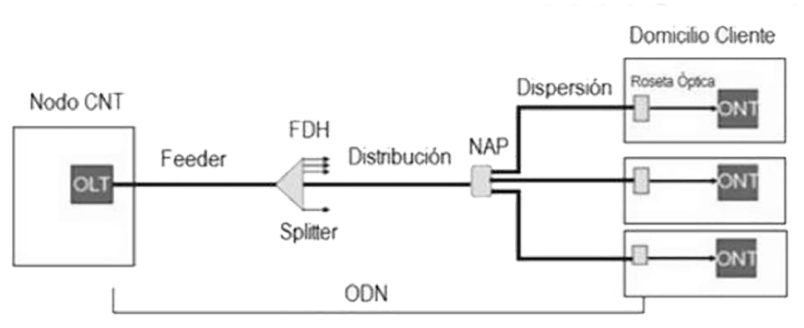 Domicilio Cliente
Dispersión
Roseta Óptica
ONT
Nodo CNT
FDH
NAP
Feeder
Distribución
OLT
ONT
Splitter
ONT
ODN